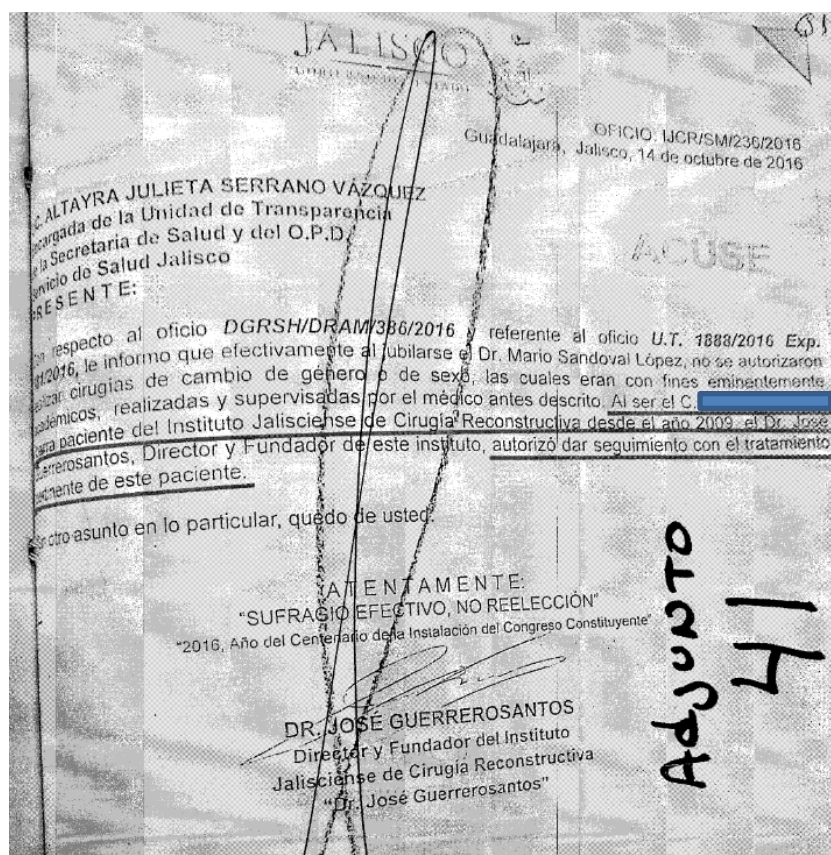 JALISCO
OFICIO: IJCR/SM/236/2016
Guadalajara, Jalisco, 14 de octubre de 2016
C. ALTAYRA JULIETA SERRANO VÁZQUEZ
cargada de la Unidad de Transparencia
la Secretaria de Salud y del O.P.D.
ervicio de Salud Jalisco
RESENTE:
ACUSE
respecto al oficio DGRSH/DRAM/386/2016 y referente al oficio U.T. 1888/2016 Exp.
81/2016, le informo que efectivamente al jubilarse el Dr. Mario Sandoval López, no se autorizaron
cirugías de cambio de género o de sexo, las cuales eran con fines eminentemente
démicos, realizadas y supervisadas por el médico antes descrito. Al ser el C.
paciente del Instituto Jalisciense de Cirugía Reconstructiva desde el año 2009, el Dr. José
uerrerosantos, Director y Fundador de este instituto, autorizó dar seguimiento con el tratamiento
tinente de este paciente.
otro asunto en lo particular, quedo de usted.
ATENTAMENTE:
"SUFRAGIO EFECTIVO, NO REELECCIÓN"
"2016, Año del Centenario de la Instalación del Congreso Constituyente"
DR. JOSÉ GUERREROSANTOS
Director y Fundador del Instituto
Jalisciense de Cirugía Reconstructiva
"Dr. José Guerrerosantos"
AdJUNTO
41